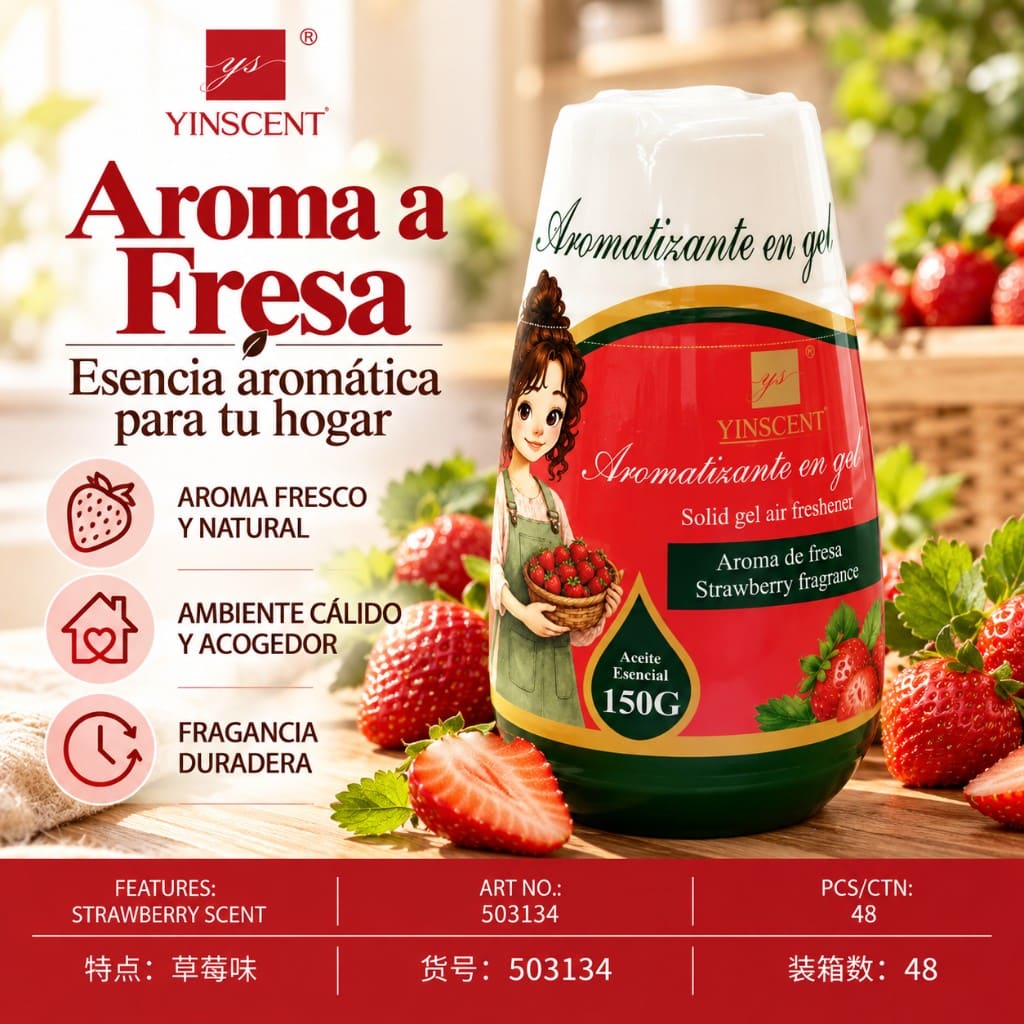 ys ®
YINSCENT®
Aroma a
Fresa
Esencia aromática
para tu hogar
AROMA FRESCO
Y NATURAL
AMBIENTE CÁLIDO
Y ACOGEDOR
FRAGANCIA
DURADERA
Aromatizante en gel
ys ®
YINSCENT
Aromatizante en gel
Solid gel air freshener
Aroma de fresa
Strawberry fragrance
Aceite
Esencial
150G
FEATURES:
STRAWBERRY SCENT
ART NO.:
503134
PCS/CTN:
48
特点：草莓味
货号：503134
装箱数：48